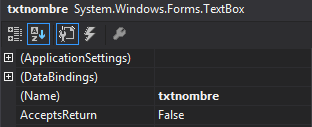 txtnombre System.Windows.Forms.TextBox
(ApplicationSettings)
(DataBindings)
(Name) txtnombre
AcceptsReturn False